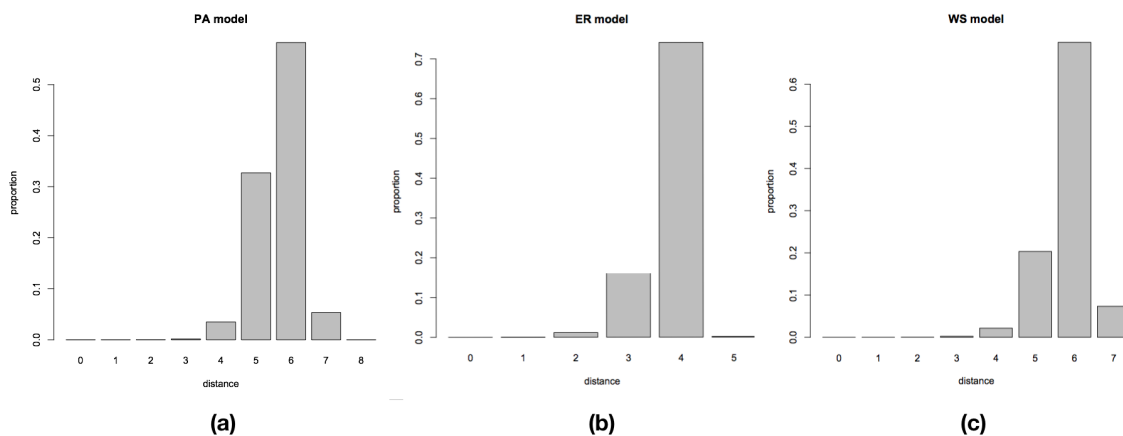 PA model
ER model
WS model
proportion
0.0 0.1 0.2 0.3 0.4 0.5
0 1 2 3 4 5 6 7 8
distance
proportion
0.0 0.1 0.2 0.3 0.4 0.5 0.6 0.7
0 1 2 3 4 5
distance
proportion
0.0 0.1 0.2 0.3 0.4 0.5 0.6
0 1 2 3 4 5 6 7
distance
(a)
(b)
(c)